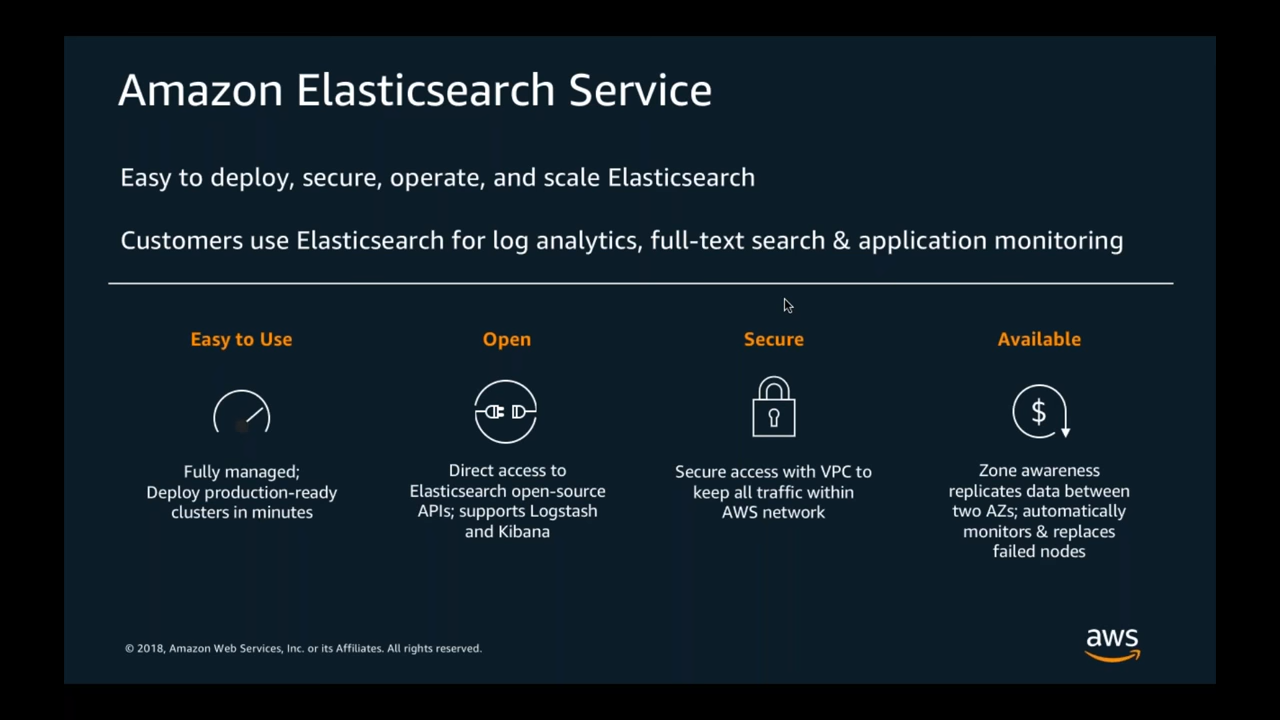 Amazon Elasticsearch Service
Easy to deploy, secure, operate, and scale Elasticsearch
Customers use Elasticsearch for log analytics, full-text search & application monitoring
Easy to Use
Fully managed;
Deploy production-ready
clusters in minutes
Open
Direct access to
Elasticsearch open-source
APIs; supports Logstash
and Kibana
Secure
Secure access with VPC to
keep all traffic within
AWS network
Available
$
Zone awareness
replicates data between
two AZs; automatically
monitors & replaces
failed nodes
© 2018, Amazon Web Services, Inc. or its Affiliates. All rights reserved.
aws